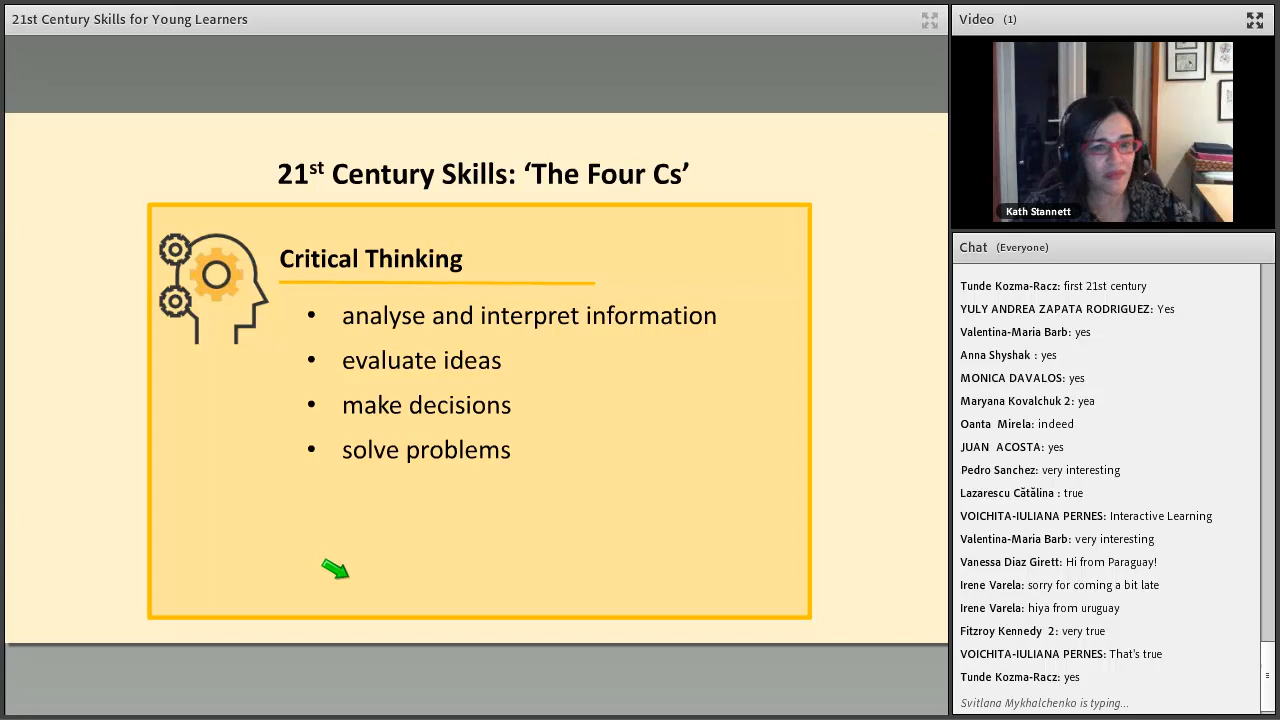 21st Century Skills for Young Learners
21st Century Skills: ‘The Four Cs’
Critical Thinking
• analyse and interpret information
• evaluate ideas
• make decisions
• solve problems
Video (1)
Kath Stannett
Chat (Everyone)
Tunde Kozma-Racz: first 21st century
YULY ANDREA ZAPATA RODRIGUEZ: Yes
Valentina-Maria Barb: yes
Anna Shyshak : yes
MONICA DAVALOS: yes
Maryana Kovalchuk 2: yea
Oanta Mirela: indeed
JUAN ACOSTA: yes
Pedro Sanchez: very interesting
Lazarescu Cătălina : true
VOICHITA-IULIANA PERNES: Interactive Learning
Valentina-Maria Barb: very interesting
Vanessa Diaz Girett: Hi from Paraguay!
Irene Varela: sorry for coming a bit late
Irene Varela: hiya from uruguay
Fitzroy Kennedy 2: very true
VOICHITA-IULIANA PERNES: That's true
Tunde Kozma-Racz: yes
Svitlana Mykhalchenko is typing...